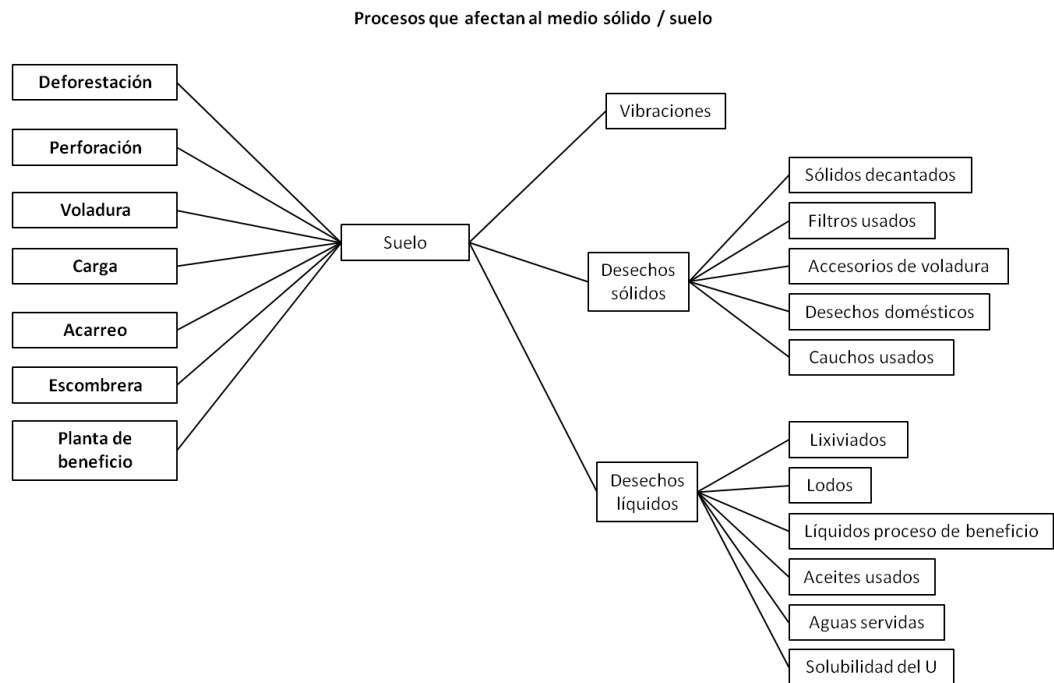 Procesos que afectan al medio sólido / suelo
Deforestación
Perforación
Voladura
Carga
Acarreo
Escombrera
Planta de
beneficio
Suelo
Vibraciones
Desechos
sólidos
Sólidos decantados
Filtros usados
Accesorios de voladura
Desechos domésticos
Cauchos usados
Desechos
líquidos
Lixiviados
Lodos
Líquidos proceso de beneficio
Aceites usados
Aguas servidas
Solubilidad del U